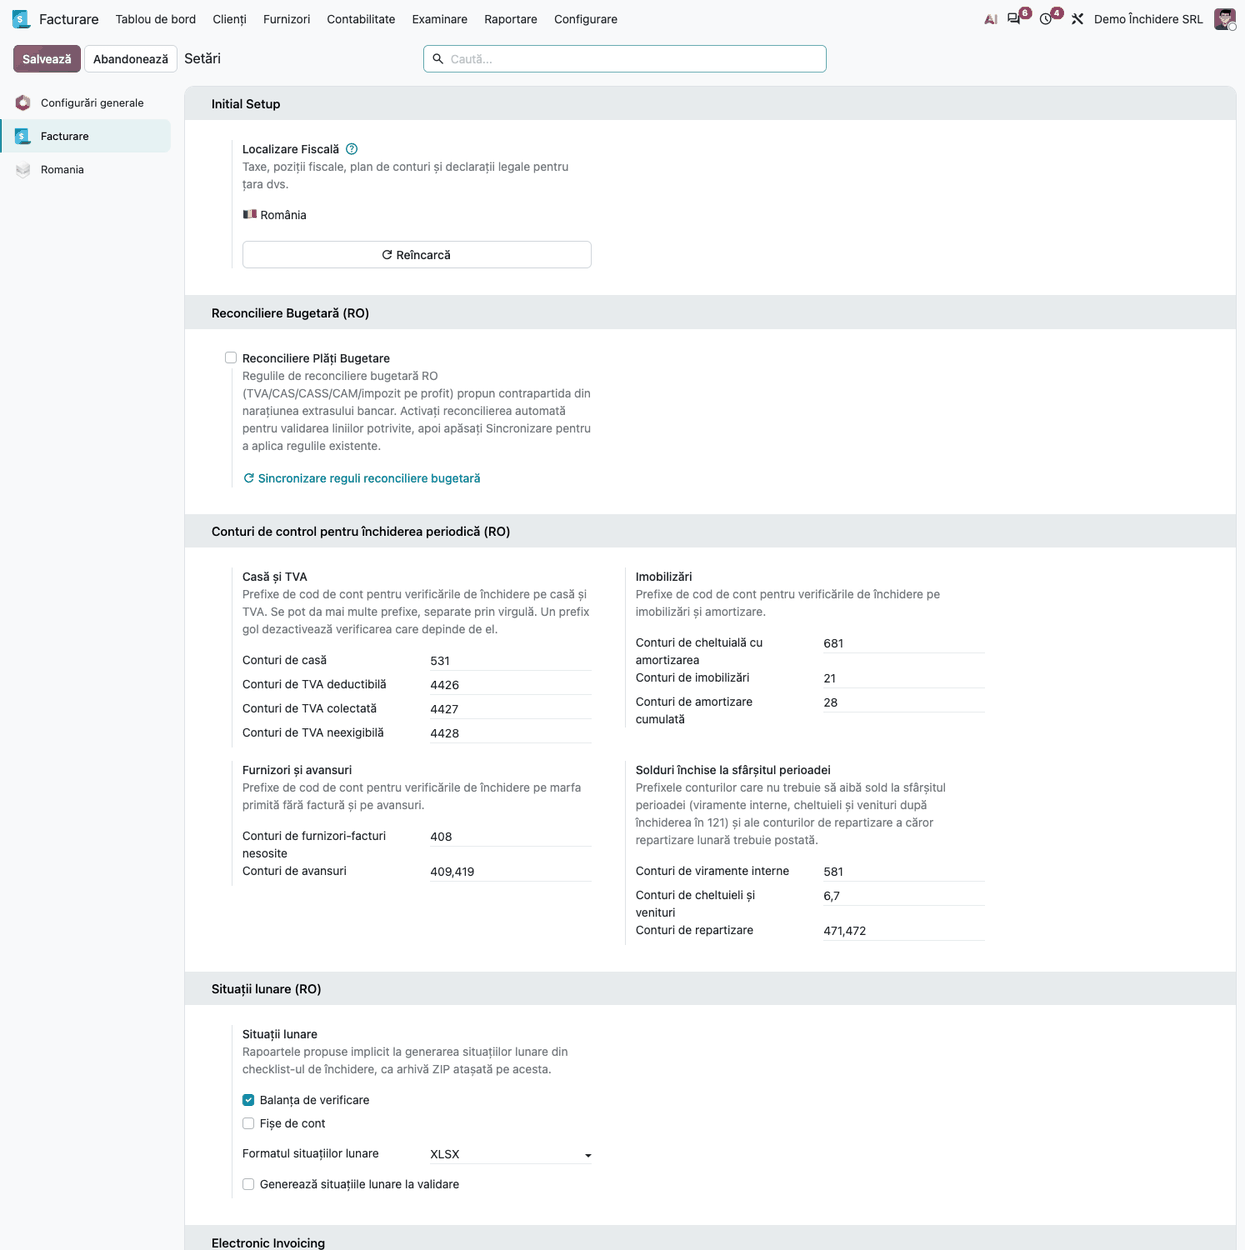 Facturare Tablou de bord Clienți Furnizori Contabilitate Examinare Raportare Configurare AI 6 4 Demo Închidere SRL
Salvează Abandonează Setări Caută...
Configurări generale
Facturare
Romania
Initial Setup
Localizare Fiscală
Taxe, poziții fiscale, plan de conturi și declarații legale pentru
țara dvs.
România
Reîncarcă
Reconciliere Bugetară (RO)
Reconciliere Plăți Bugetare
Regulile de reconciliere bugetară RO
(TVA/CAS/CASS/CAM/impozit pe profit) propun contrapartida din
narațiunea extrasului bancar. Activați reconcilierea automată
pentru validarea liniilor potrivite, apoi apăsați Sincronizare pentru
a aplica regulile existente.
Sincronizare reguli reconciliere bugetară
Conturi de control pentru închiderea periodică (RO)
Casă și TVA
Prefixe de cod de cont pentru verificările de închidere pe casă și
TVA. Se pot da mai multe prefixe, separate prin virgulă. Un prefix
gol dezactivează verificarea care depinde de el.
Conturi de casă 531
Conturi de TVA deductibilă 4426
Conturi de TVA colectată 4427
Conturi de TVA neexigibilă 4428
Imobilizări
Prefixe de cod de cont pentru verificările de închidere pe
imobilizări și amortizare.
Conturi de cheltuială cu 681
amortizarea
Conturi de imobilizări 21
Conturi de amortizare 28
cumulată
Furnizori și avansuri
Prefixe de cod de cont pentru verificările de închidere pe marfa
primită fără factură și pe avansuri.
Conturi de furnizori-facturi 408
nesosite
Conturi de avansuri 409,419
Solduri închise la sfârșitul perioadei
Prefixele conturilor care nu trebuie să aibă sold la sfârșitul
perioadei (viramente interne, cheltuieli și venituri după
închiderea în 121) și ale conturilor de repartizare a căror
repartizare lunară trebuie postată.
Conturi de viramente interne 581
Conturi de cheltuieli și 6,7
venituri
Conturi de repartizare 471,472
Situații lunare (RO)
Situații lunare
Rapoartele propuse implicit la generarea situațiilor lunare din
checklist-ul de închidere, ca arhivă ZIP atașată pe acesta.
Balanța de verificare
Fișe de cont
Formatul situațiilor lunare XLSX
Generează situațiile lunare la validare
Electronic Invoicing